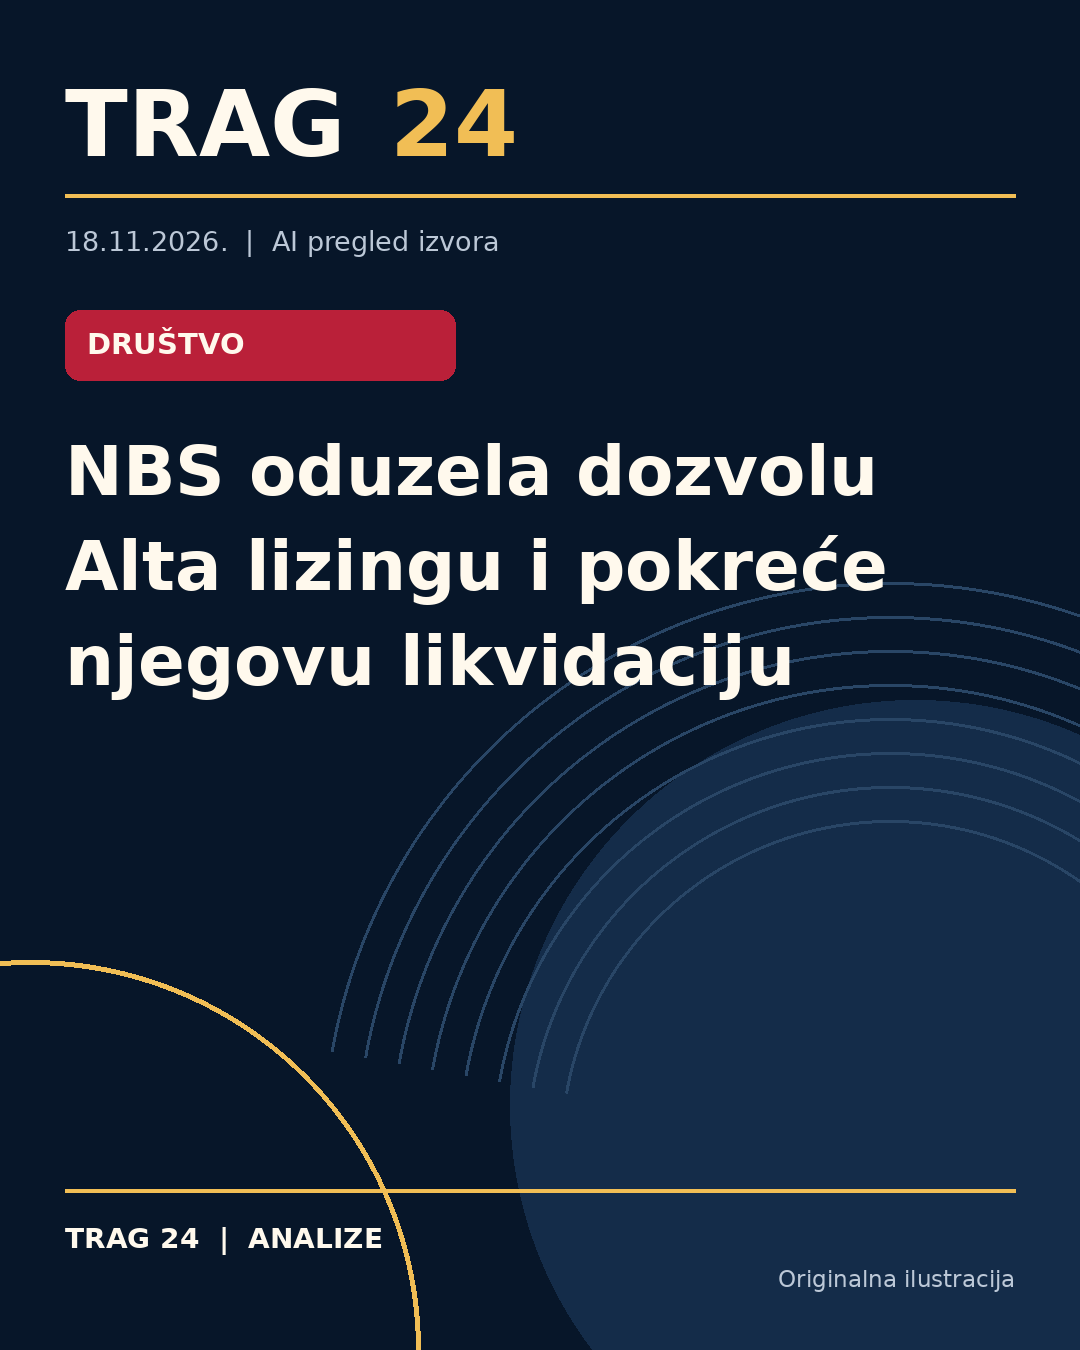 TRAG 24
18.11.2026. | AI pregled izvora
DRUŠTVO
NBS oduzela dozvolu
Alta lizingu i pokreće
njegovu likvidaciju
TRAG 24 | ANALIZE
Originalna ilustracija